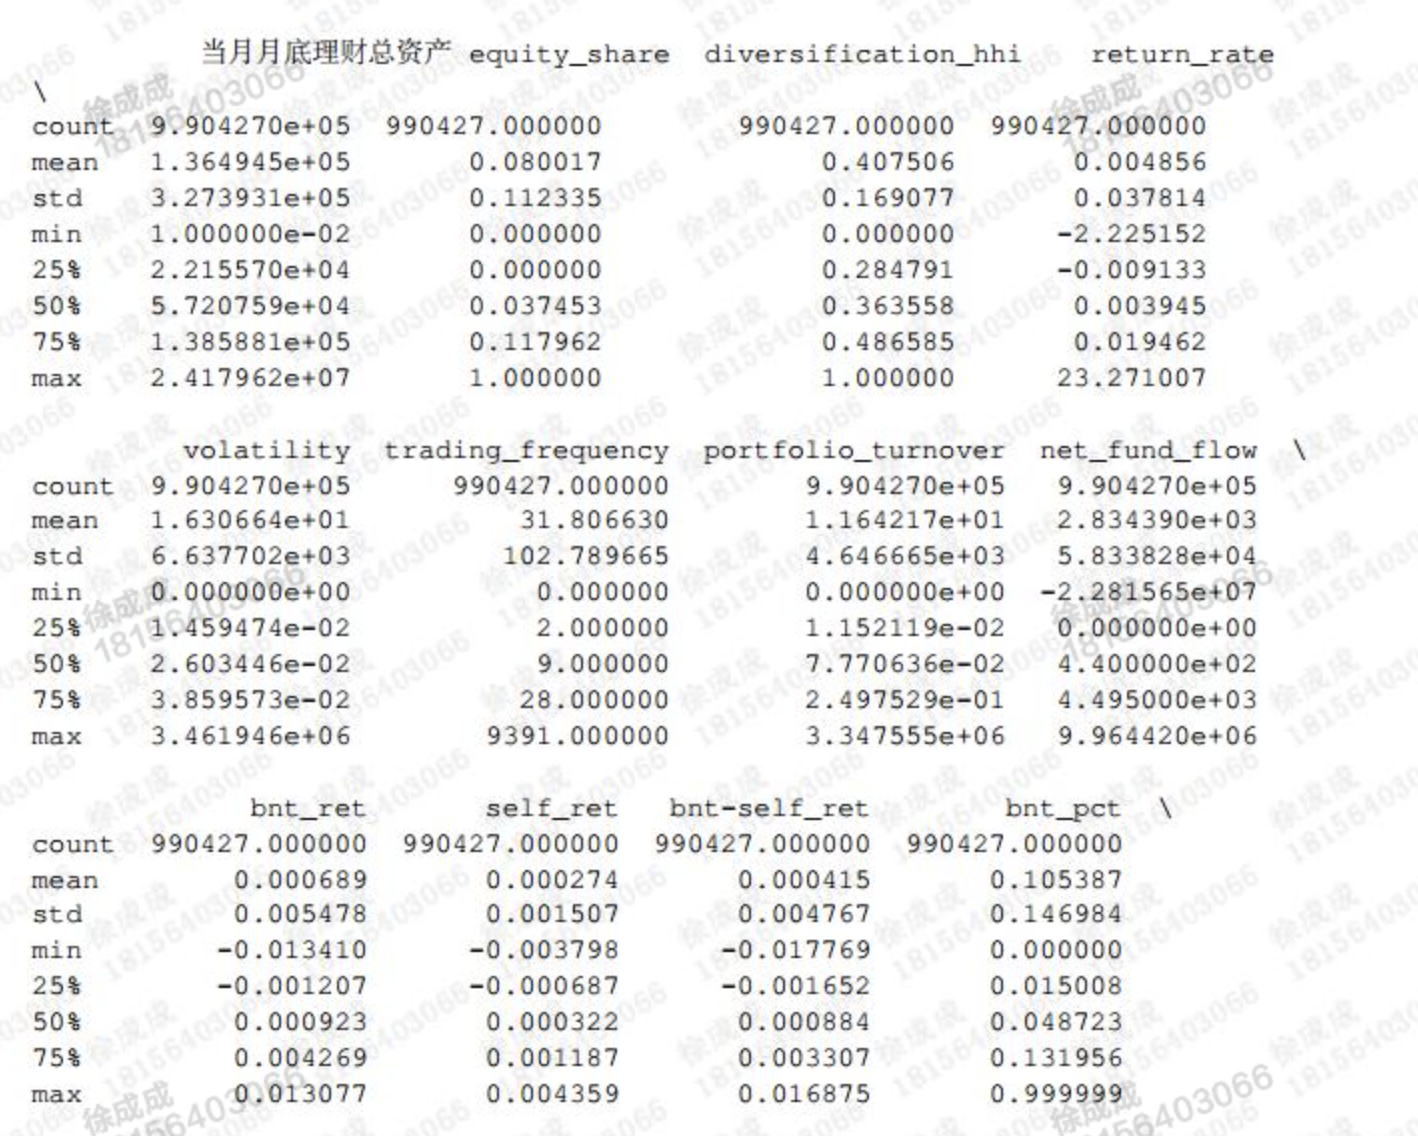 当月月底理财总资产 equity_share diversification_hhi return_rate
\
count 9.904270e+05 990427.000000 990427.000000 990427.000000
mean 1.364945e+05 0.080017 0.407506 0.004856
std 3.273931e+05 0.112335 0.169077 0.037814
min 1.000000e-02 0.000000 0.000000 -2.225152
25% 2.215570e+04 0.000000 0.284791 -0.009133
50% 5.720759e+04 0.037453 0.363558 0.003945
75% 1.385881e+05 0.117962 0.486585 0.019462
max 2.417962e+07 1.000000 1.000000 23.271007
volatility trading_frequency portfolio_turnover net_fund_flow \
count 9.904270e+05 990427.000000 9.904270e+05 9.904270e+05
mean 1.630664e+01 31.806630 1.164217e+01 2.834390e+03
std 6.637702e+03 102.789665 4.646665e+03 5.833828e+04
min 0.000000e+00 0.000000 0.000000e+00 -2.281565e+07
25% 1.459474e-02 2.000000 1.152119e-02 0.000000e+00
50% 2.603446e-02 9.000000 7.770636e-02 4.400000e+02
75% 3.859573e-02 28.000000 2.497529e-01 4.495000e+03
max 3.461946e+06 9391.000000 3.347555e+06 9.964420e+06
bnt_ret self_ret bnt-self_ret bnt_pct \
count 990427.000000 990427.000000 990427.000000 990427.000000
mean 0.000689 0.000274 0.000415 0.105387
std 0.005478 0.001507 0.004767 0.146984
min -0.013410 -0.003798 -0.017769 0.000000
25% -0.001207 -0.000687 -0.001652 0.015008
50% 0.000923 0.000322 0.000884 0.048723
75% 0.004269 0.001187 0.003307 0.131956
max 0.013077 0.004359 0.016875 0.999999
徐成成
18156403066